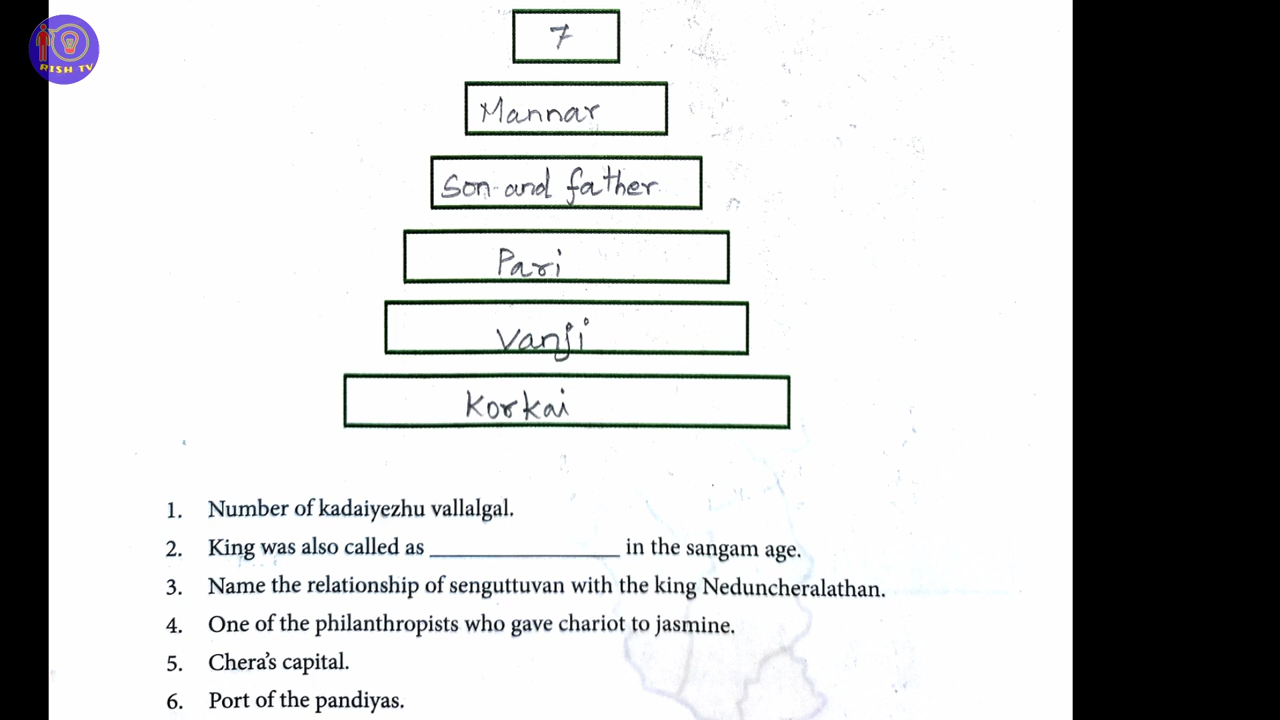 RISH TV
7
Mannar
Son and father
Pari
Vanji
Korkai
1. Number of kadaiyezhu vallalgal.
2. King was also called as ____________________ in the sangam age.
3. Name the relationship of senguttuvan with the king Neduncheralathan.
4. One of the philanthropists who gave chariot to jasmine.
5. Chera’s capital.
6. Port of the pandiyas.